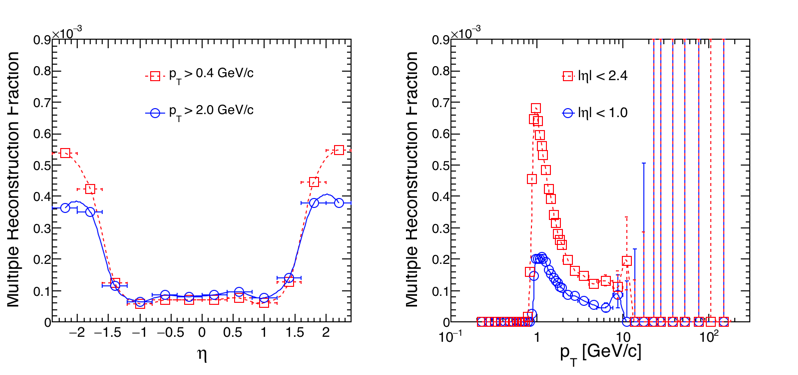 ×10⁻³
0.9
0.8
0.7
0.6
0.5
0.4
0.3
0.2
0.1
0
Multiple Reconstruction Fraction
p_T > 0.4 GeV/c
p_T > 2.0 GeV/c
−2 −1.5 −1 −0.5 0 0.5 1 1.5 2
η
×10⁻³
0.9
0.8
0.7
0.6
0.5
0.4
0.3
0.2
0.1
0
Multiple Reconstruction Fraction
|η| < 2.4
|η| < 1.0
10⁻¹ 1 10 10²
p_T [GeV/c]